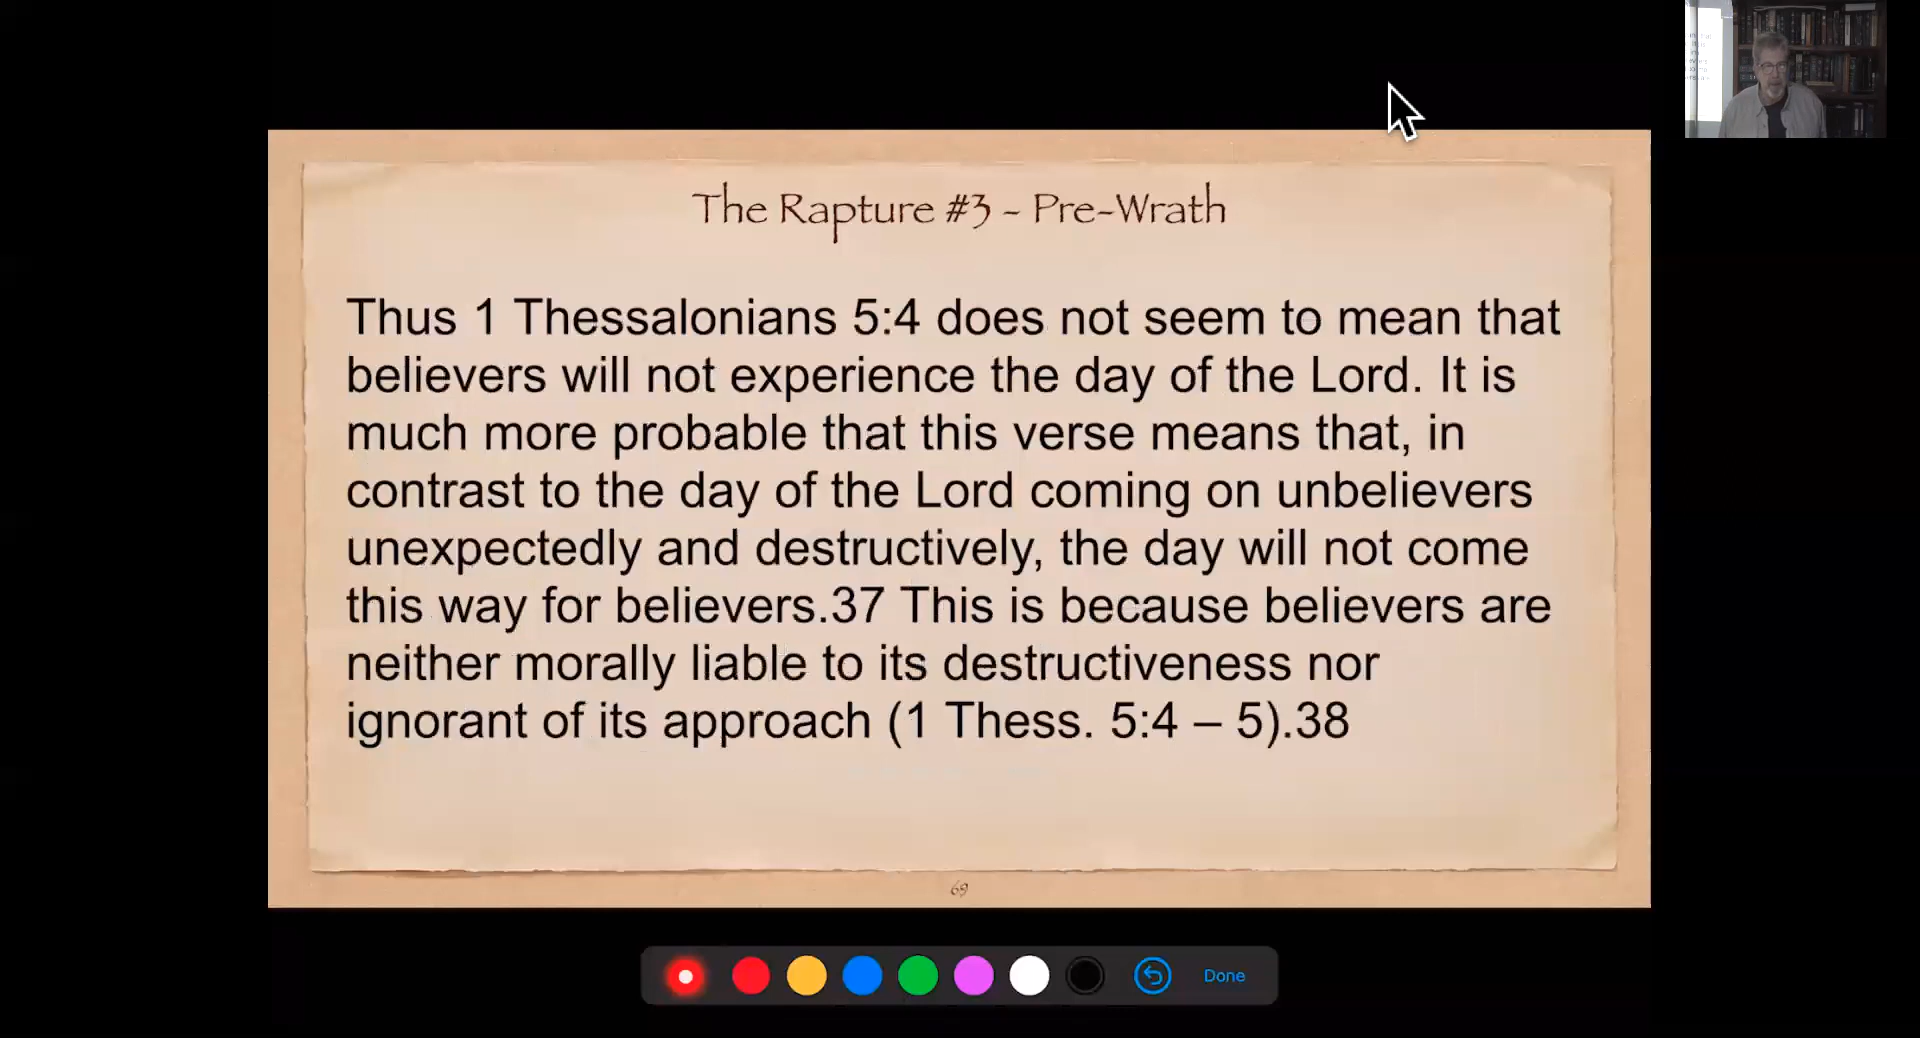 The Rapture #3 - Pre-Wrath
Thus 1 Thessalonians 5:4 does not seem to mean that
believers will not experience the day of the Lord. It is
much more probable that this verse means that, in
contrast to the day of the Lord coming on unbelievers
unexpectedly and destructively, the day will not come
this way for believers.37 This is because believers are
neither morally liable to its destructiveness nor
ignorant of its approach (1 Thess. 5:4 – 5).38
69
Done